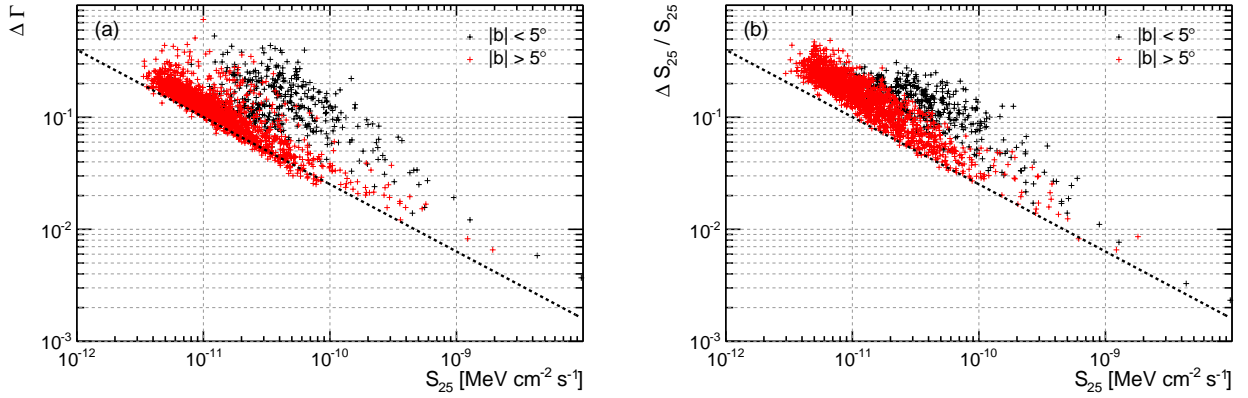 Δ Γ
(a)
|b| < 5°
|b| > 5°
10⁻¹
10⁻²
10⁻³
10⁻¹²
10⁻¹¹
10⁻¹⁰
10⁻⁹
S₂₅ [MeV cm⁻² s⁻¹]
Δ S₂₅ / S₂₅
(b)
|b| < 5°
|b| > 5°
10⁻¹
10⁻²
10⁻³
10⁻¹²
10⁻¹¹
10⁻¹⁰
10⁻⁹
S₂₅ [MeV cm⁻² s⁻¹]